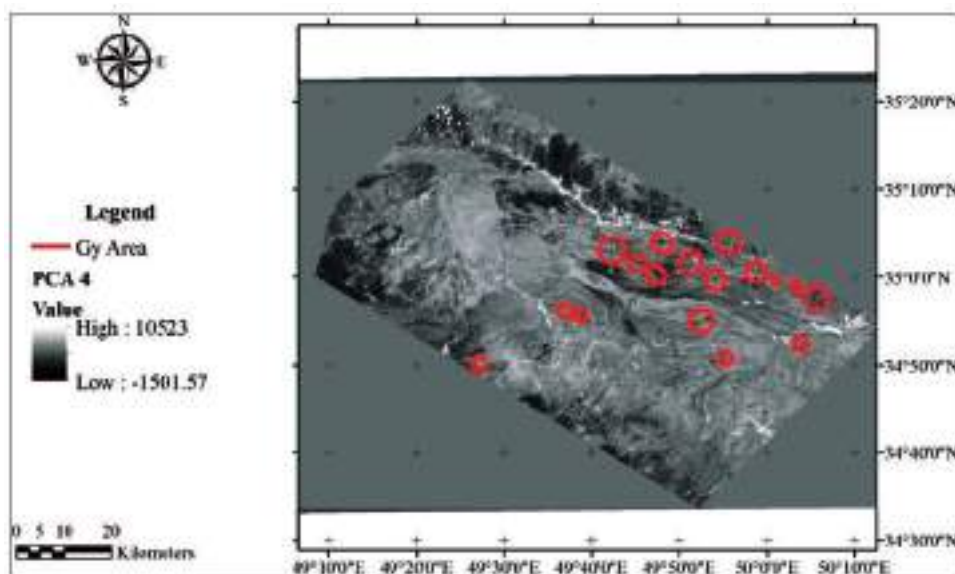 N
W E
S
Legend
Gy Area
PCA 4
Value
High : 10523
Low : -1501.57
0 5 10 20
Kilometers
35°20'0"N
35°10'0"N
35°0'0"N
34°50'0"N
34°40'0"N
34°30'0"N
49°10'0"E 49°20'0"E 49°30'0"E 49°40'0"E 49°50'0"E 50°0'0"E 50°10'0"E